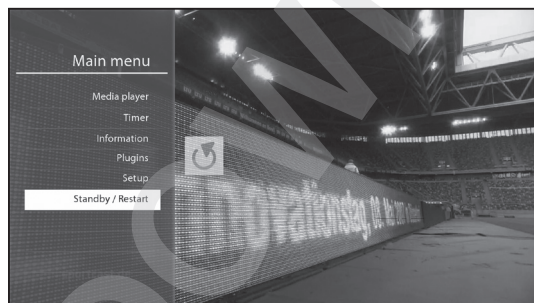 Main menu
Media player
Timer
Information
Plugins
Setup
Standby / Restart